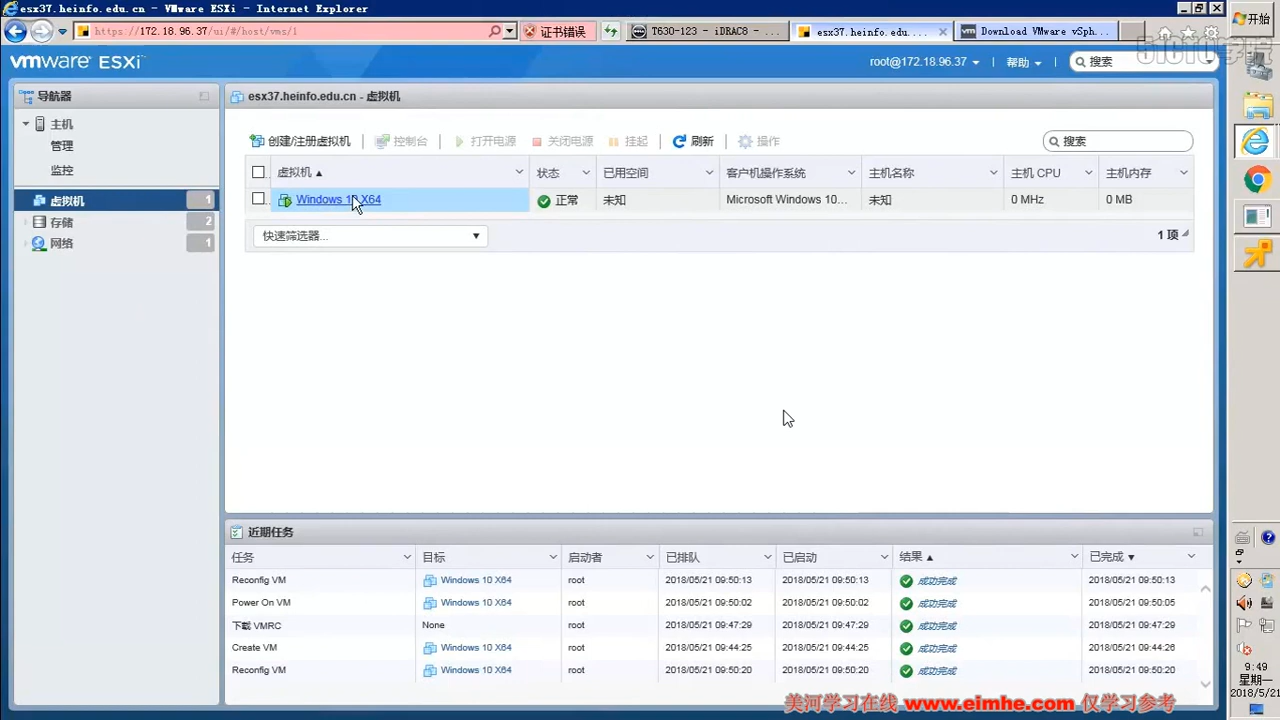 esx37.heinfo.edu.cn - VMware ESXi - Internet Explorer
开始
https://172.18.96.37/ui/#/host/vms/1
证书错误
T630-123 - iDRAC8 - ...
esx37.heinfo.edu....
Download VMware vSph...
51CTO学院
vmware ESXi
root@172.18.96.37
帮助
搜索
导航器
esx37.heinfo.edu.cn - 虚拟机
主机
管理
监控
虚拟机 1
存储 2
网络 1
创建/注册虚拟机
控制台
打开电源
关闭电源
挂起
刷新
操作
搜索
虚拟机 状态 已用空间 客户机操作系统 主机名称 主机 CPU 主机内存
Windows 10 X64 正常 未知 Microsoft Windows 10... 未知 0 MHz 0 MB
快速筛选器...
1 项
近期任务
任务 目标 启动者 已排队 已启动 结果 已完成
Reconfig VM Windows 10 X64 root 2018/05/21 09:50:13 2018/05/21 09:50:13 成功完成 2018/05/21 09:50:13
Power On VM Windows 10 X64 root 2018/05/21 09:50:02 2018/05/21 09:50:02 成功完成 2018/05/21 09:50:05
下载 VMRC None root 2018/05/21 09:47:29 2018/05/21 09:47:29 成功完成 2018/05/21 09:47:29
Create VM Windows 10 X64 root 2018/05/21 09:44:25 2018/05/21 09:44:25 成功完成 2018/05/21 09:44:26
Reconfig VM Windows 10 X64 root 2018/05/21 09:50:20 2018/05/21 09:50:20 成功完成 2018/05/21 09:50:20
9:49
星期一
2018/5/21
美河学习在线 www.eimhe.com 仅学习参考